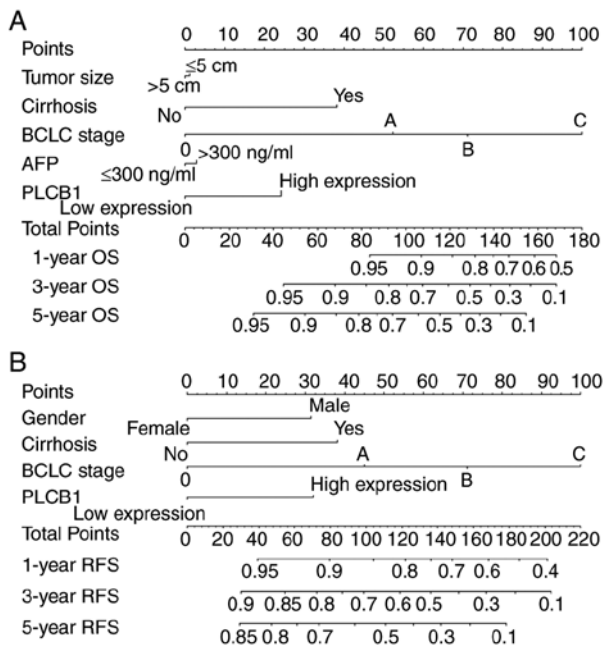 A
Points 0 10 20 30 40 50 60 70 80 90 100
≤5 cm
Tumor size
>5 cm
Cirrhosis Yes
No
BCLC stage A C
0 B
AFP >300 ng/ml
≤300 ng/ml
PLCB1 High expression
Low expression
Total Points 0 20 40 60 80 100 120 140 160 180
1-year OS
0.95 0.9 0.8 0.7 0.6 0.5
3-year OS
0.95 0.9 0.8 0.7 0.5 0.3 0.1
5-year OS
0.95 0.9 0.8 0.7 0.5 0.3 0.1
B
Points 0 10 20 30 40 50 60 70 80 90 100
Gender Male
Female
Cirrhosis Yes
No
BCLC stage A C
0 B
PLCB1 High expression
Low expression
Total Points 0 20 40 60 80 100 120 140 160 180 200 220
1-year RFS
0.95 0.9 0.8 0.7 0.6 0.4
3-year RFS
0.9 0.85 0.8 0.7 0.6 0.5 0.3 0.1
5-year RFS
0.85 0.8 0.7 0.5 0.3 0.1